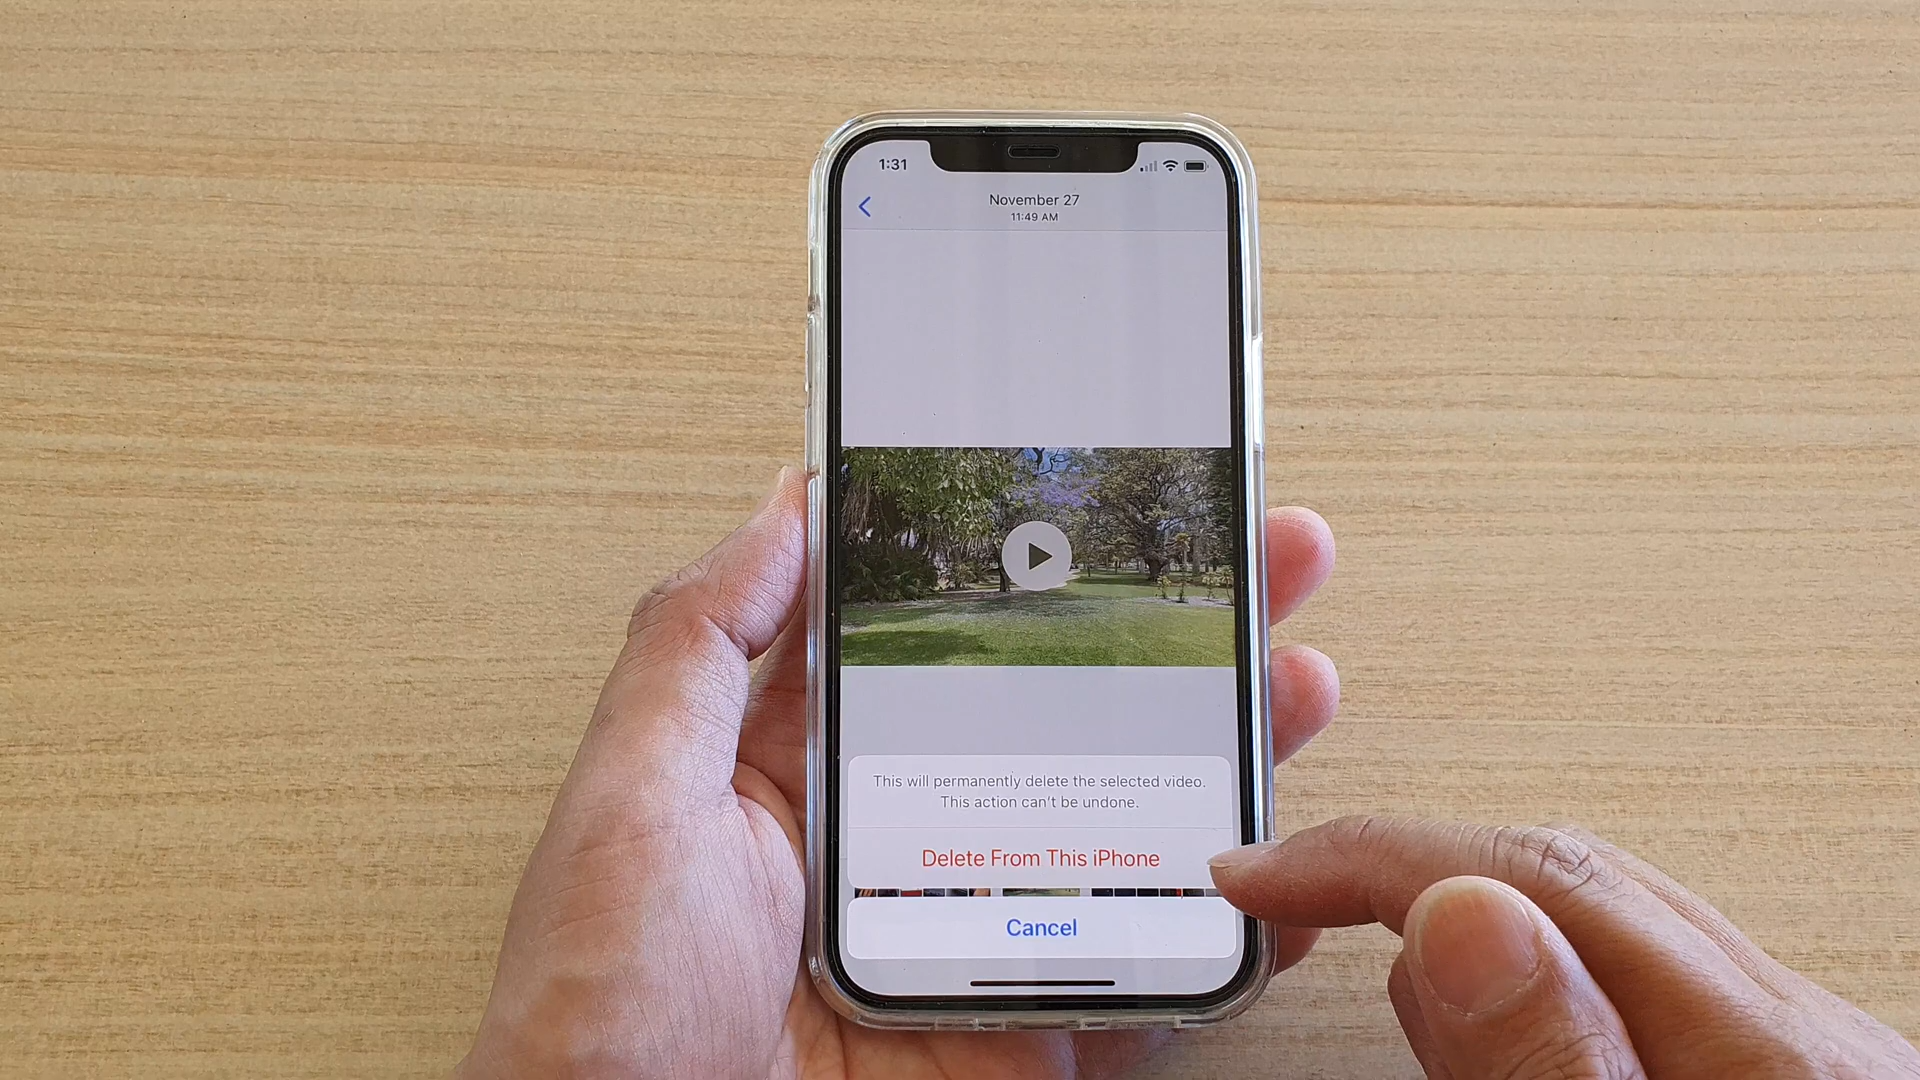 1:31
November 27
11:49 AM
This will permanently delete the selected video.
This action can't be undone.
Delete From This iPhone
Cancel